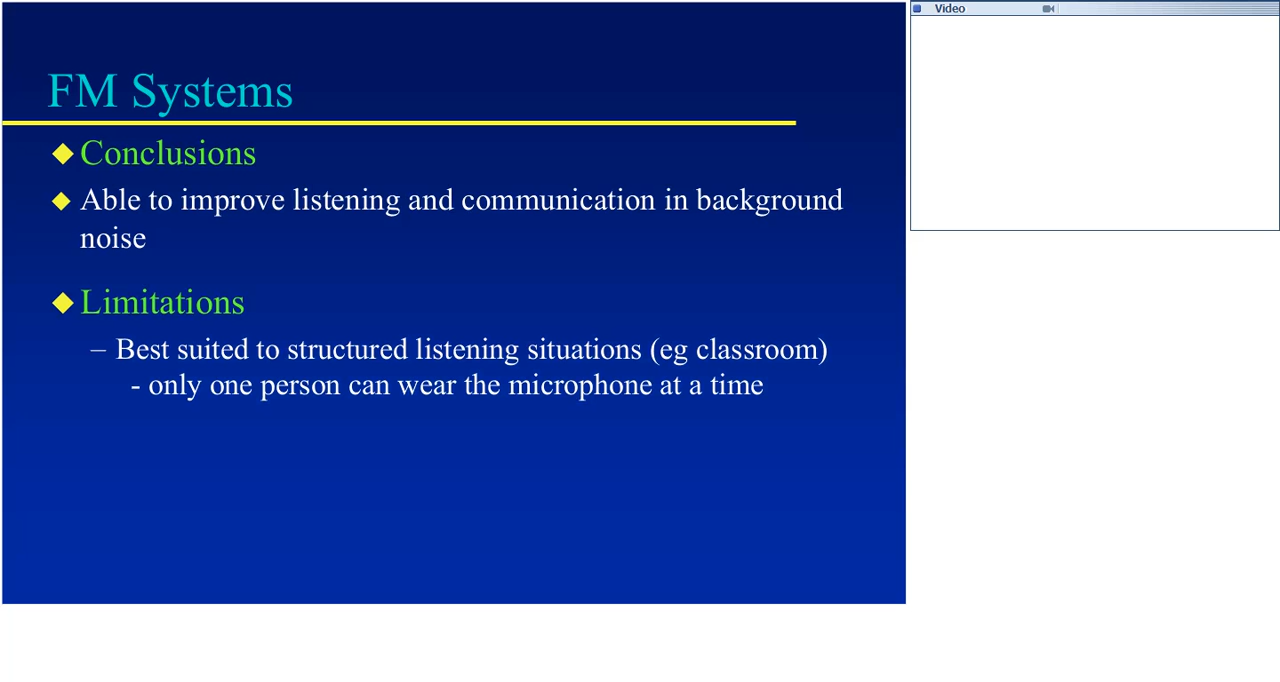 FM Systems
Conclusions
Able to improve listening and communication in background
noise
Limitations
– Best suited to structured listening situations (eg classroom)
- only one person can wear the microphone at a time
Video